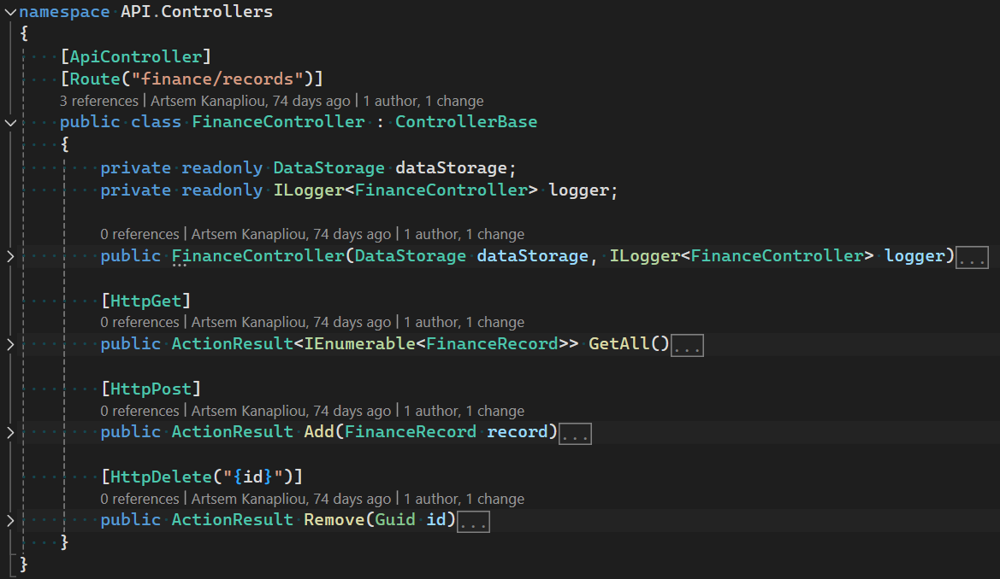 namespace API.Controllers
{
[ApiController]
[Route("finance/records")]
3 references | Artsem Kanapliou, 74 days ago | 1 author, 1 change
public class FinanceController : ControllerBase
{
private readonly DataStorage dataStorage;
private readonly ILogger<FinanceController> logger;
0 references | Artsem Kanapliou, 74 days ago | 1 author, 1 change
public FinanceController(DataStorage dataStorage, ILogger<FinanceController> logger)...
[HttpGet]
0 references | Artsem Kanapliou, 74 days ago | 1 author, 1 change
public ActionResult<IEnumerable<FinanceRecord>> GetAll()...
[HttpPost]
0 references | Artsem Kanapliou, 74 days ago | 1 author, 1 change
public ActionResult Add(FinanceRecord record)...
[HttpDelete("{id}")]
0 references | Artsem Kanapliou, 74 days ago | 1 author, 1 change
public ActionResult Remove(Guid id)...
}
}